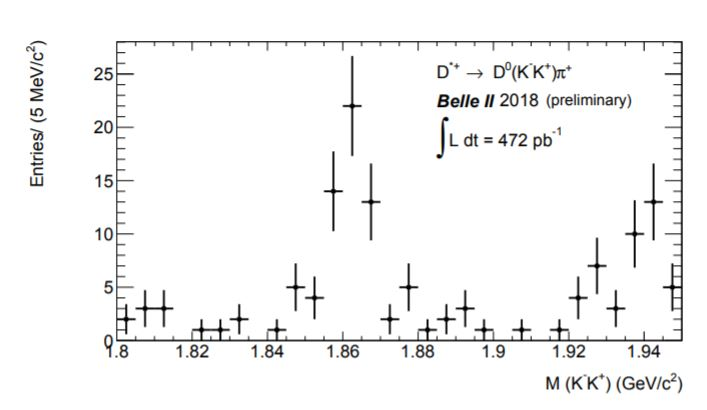 Entries/ (5 MeV/c²)
25
20
15
10
5
0
D*⁺ → D⁰(K⁻K⁺)π⁺
Belle II 2018 (preliminary)
∫L dt = 472 pb⁻¹
1.8 1.82 1.84 1.86 1.88 1.9 1.92 1.94
M (K⁻K⁺) (GeV/c²)